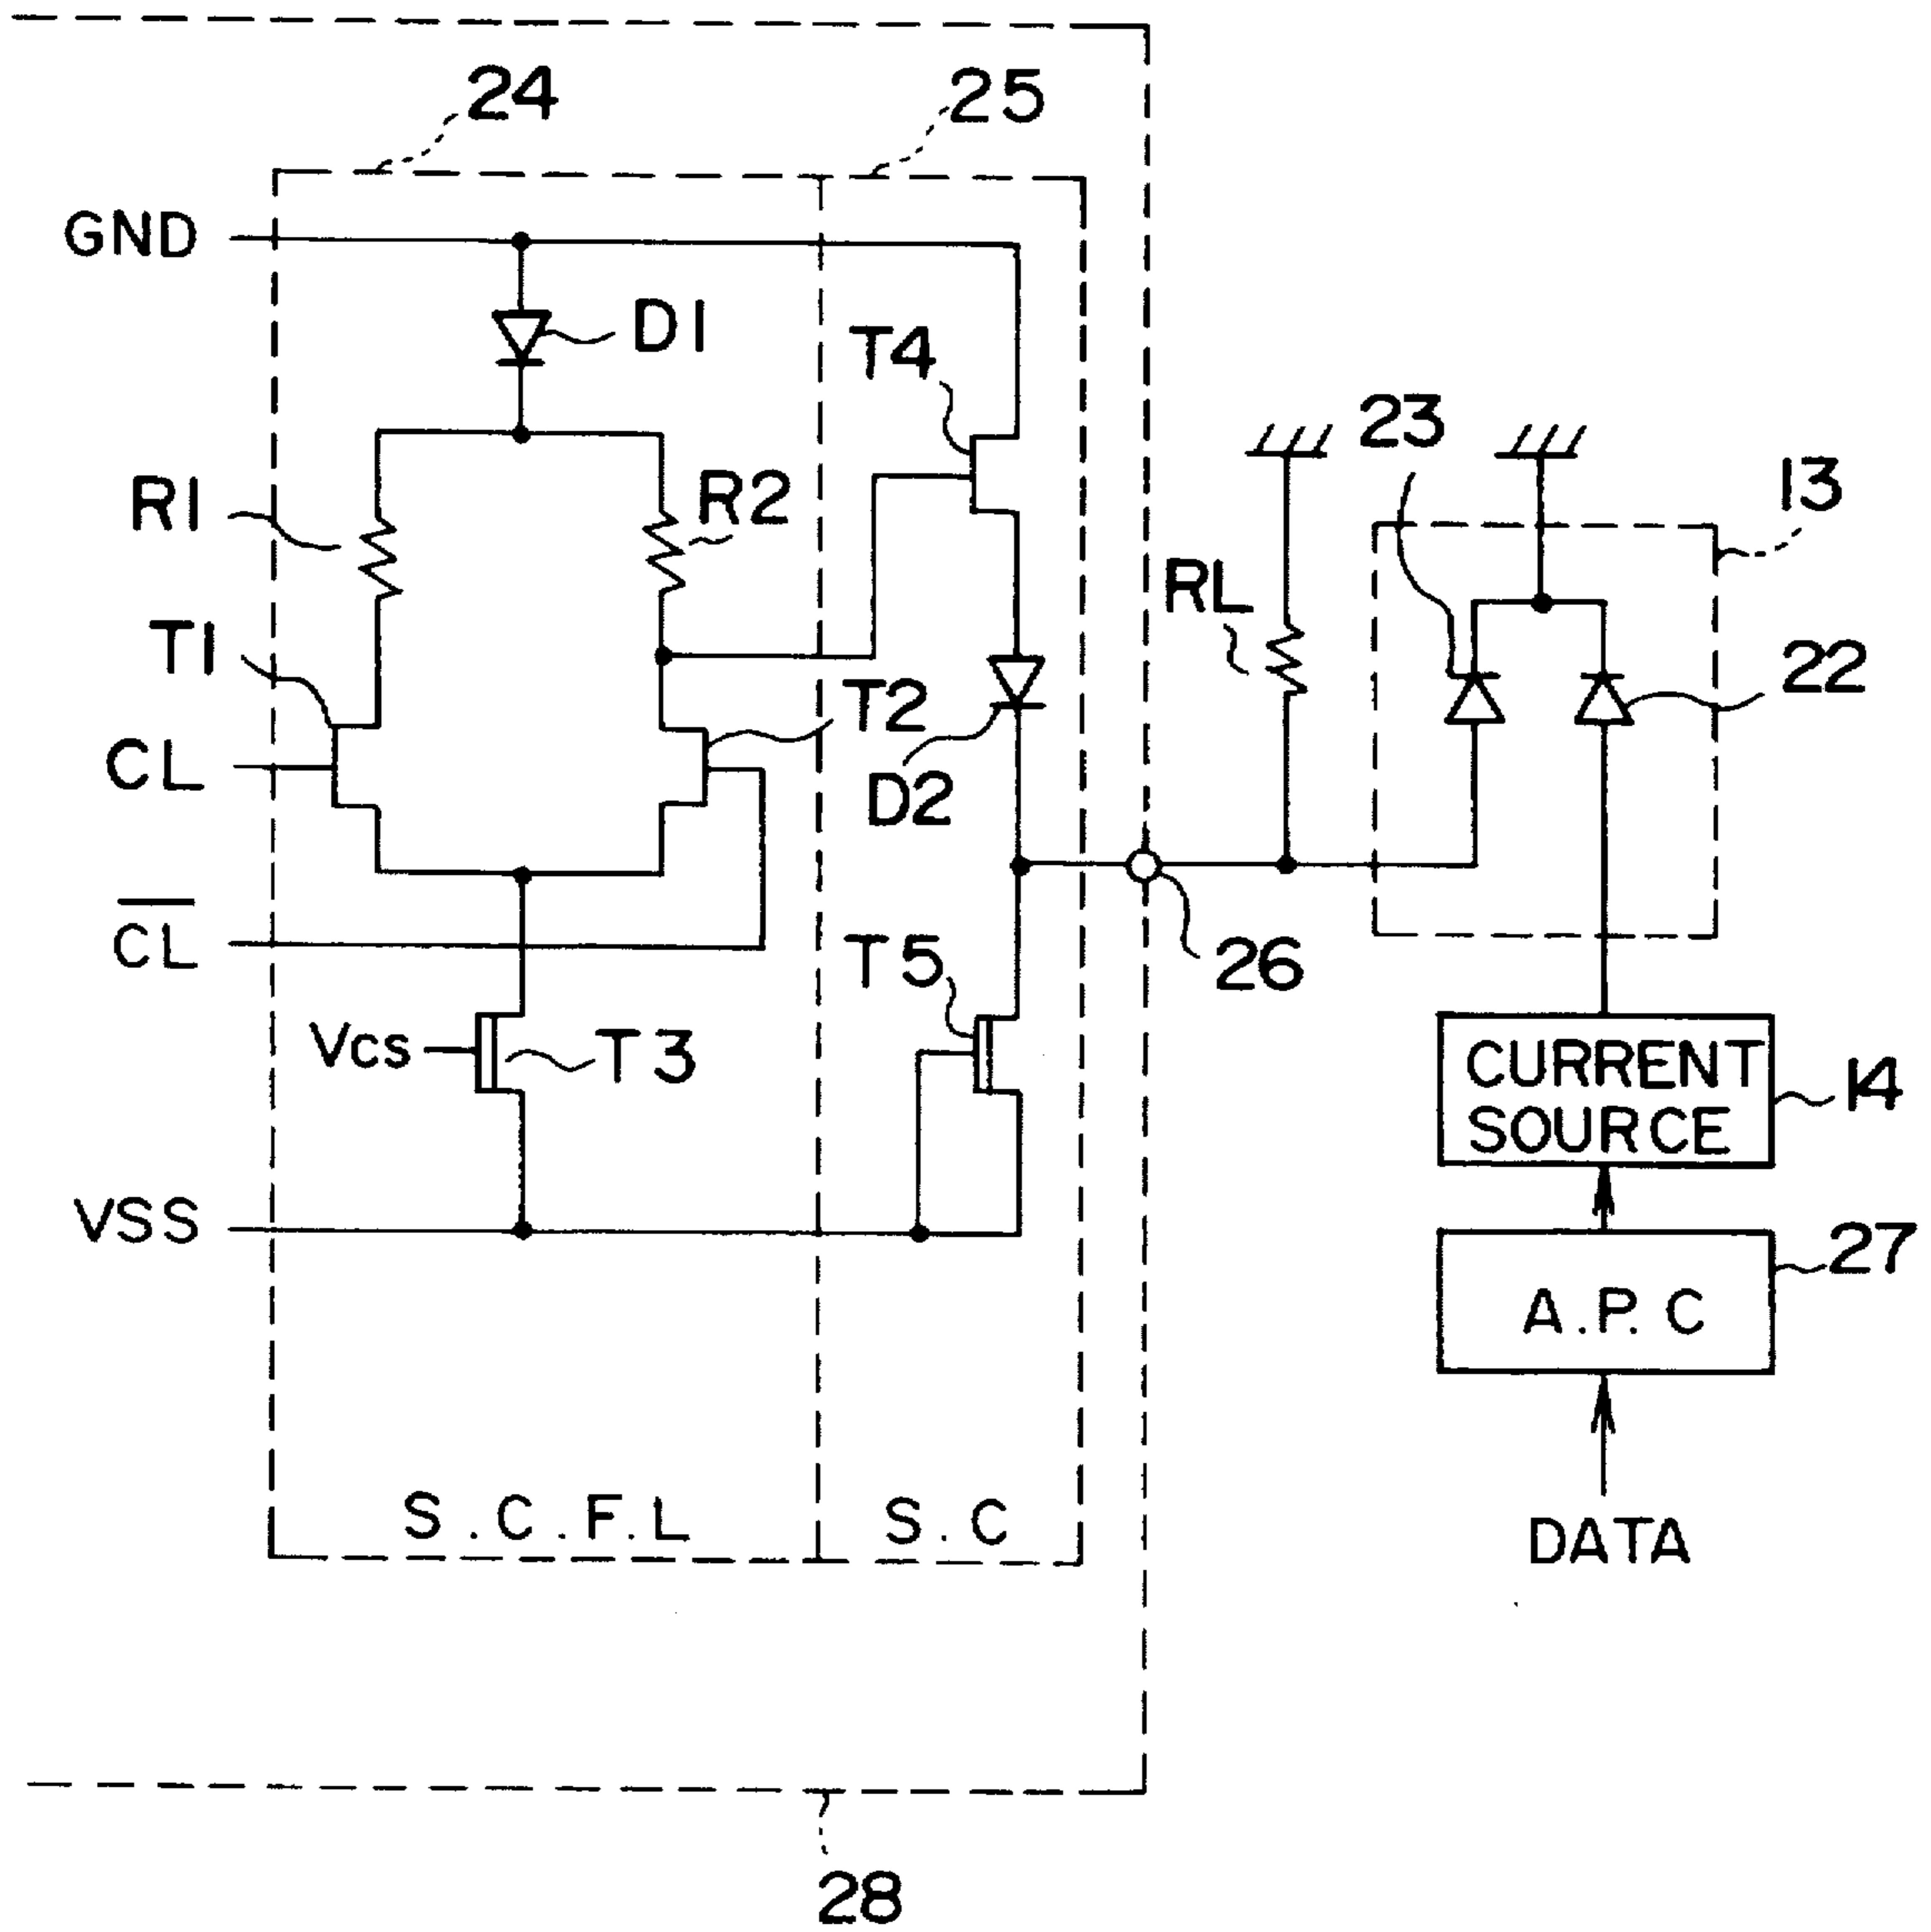 24
25
GND
D1
T4
23
13
R1
R2
RL
T1
22
T2
CL
D2
CL
T5
26
Vcs
T3
CURRENT
SOURCE
14
VSS
27
A.P.C
S.C.F.L
S.C
DATA
28